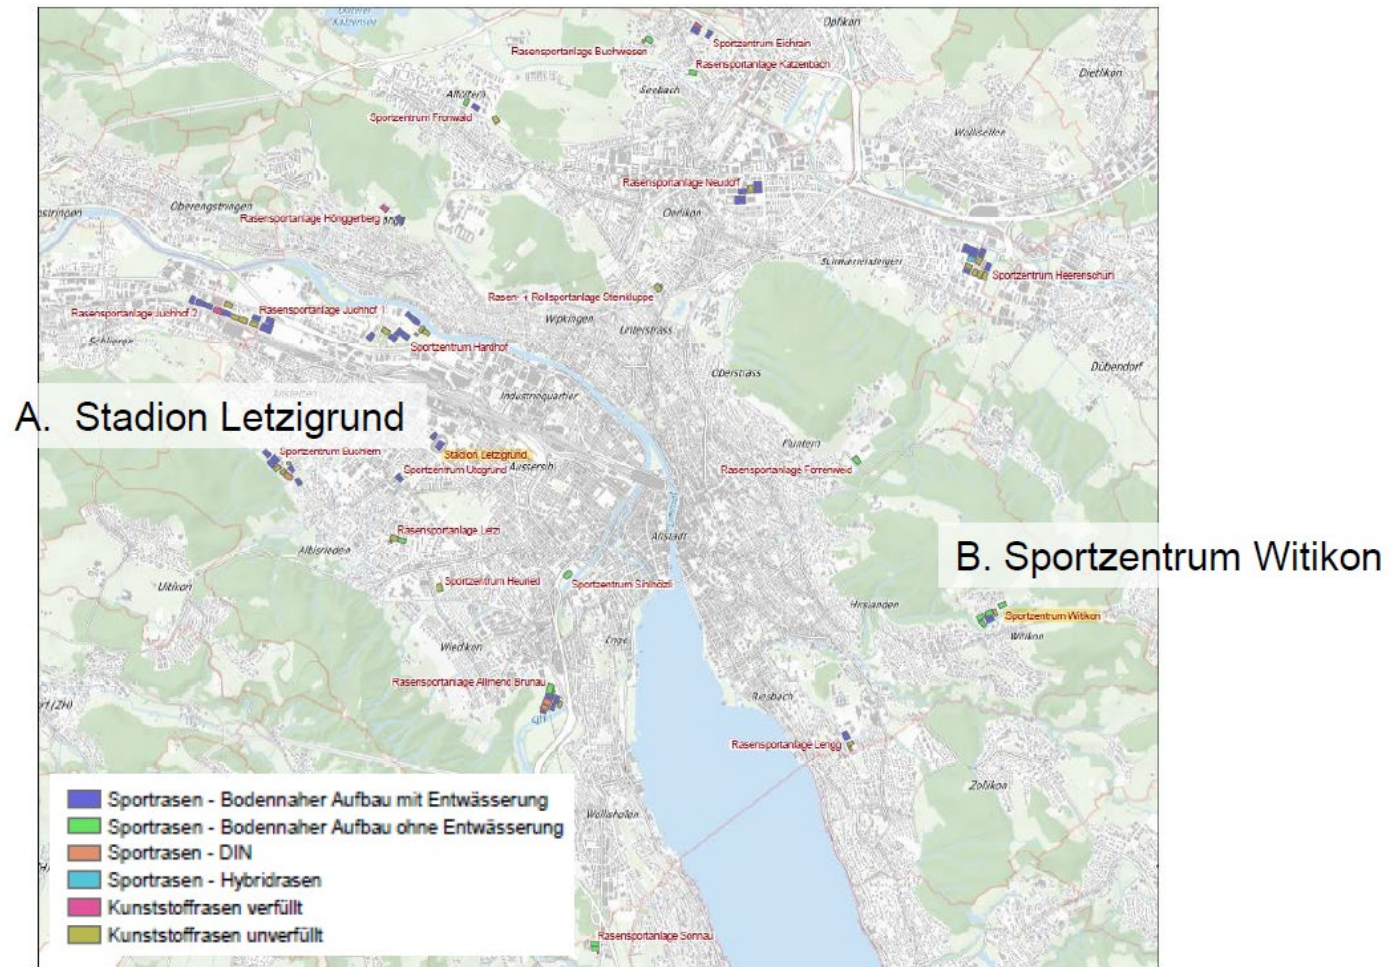 Opfikon
Rasensportanlage Buchwiesen
Sportzentrum Eichrain
Rasensportanlage Katzenbach
Dietlikon
Affoltern
Seebach
Sportzentrum Fronwald
Wallisellen
Rasensportanlage Neudorf
Oberengstringen
Rasensportanlage Hönggerberg
Oerlikon
Schwamendingen
Sportzentrum Heerenschürli
Rasen- + Rollsportanlage Steinkluppe
Rasensportanlage Juchhof 2
Rasensportanlage Juchhof 1
Wipkingen
Unterstrass
Schlieren
Sportzentrum Hardhof
Dübendorf
Oberstrass
Industriequartier
A. Stadion Letzigrund
Fluntern
Sportzentrum Buchlern
Stadion Letzigrund
Sportzentrum Utogrund
Aussersihl
Rasensportanlage Forrenweid
Rasensportanlage Letzi
Altstadt
Albisrieden
B. Sportzentrum Witikon
Uitikon
Sportzentrum Heuried
Sportzentrum Sihlhölzli
Hirslanden
Sportzentrum Witikon
Witikon
Enge
Wiedikon
Rasensportanlage Allmend Brunau
Riesbach
rf (ZH)
Rasensportanlage Lengg
Zollikon
Wollishofen
Sportrasen - Bodennaher Aufbau mit Entwässerung
Sportrasen - Bodennaher Aufbau ohne Entwässerung
Sportrasen - DIN
Sportrasen - Hybridrasen
Kunststoffrasen verfüllt
Kunststoffrasen unverfüllt
Rasensportanlage Sonnau